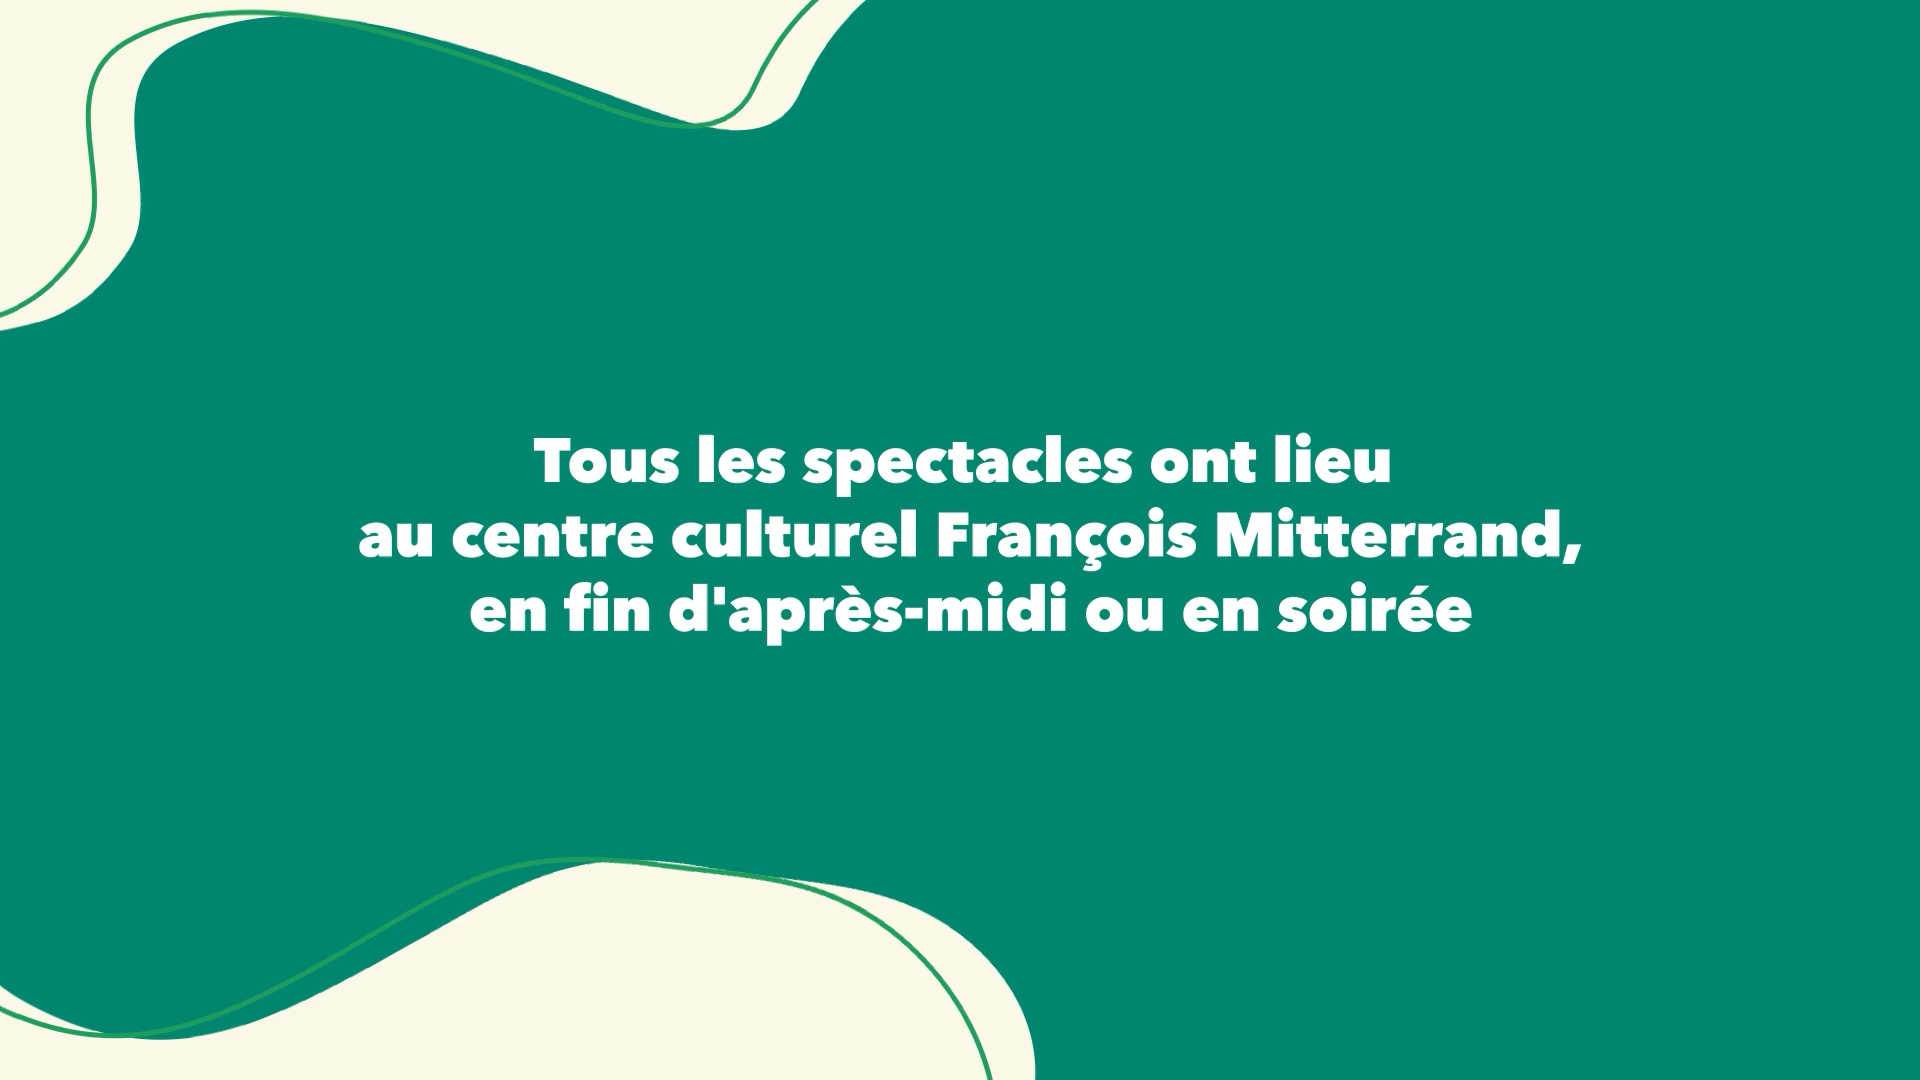 Tous les spectacles ont lieu
au centre culturel François Mitterrand,
en fin d'après-midi ou en soirée